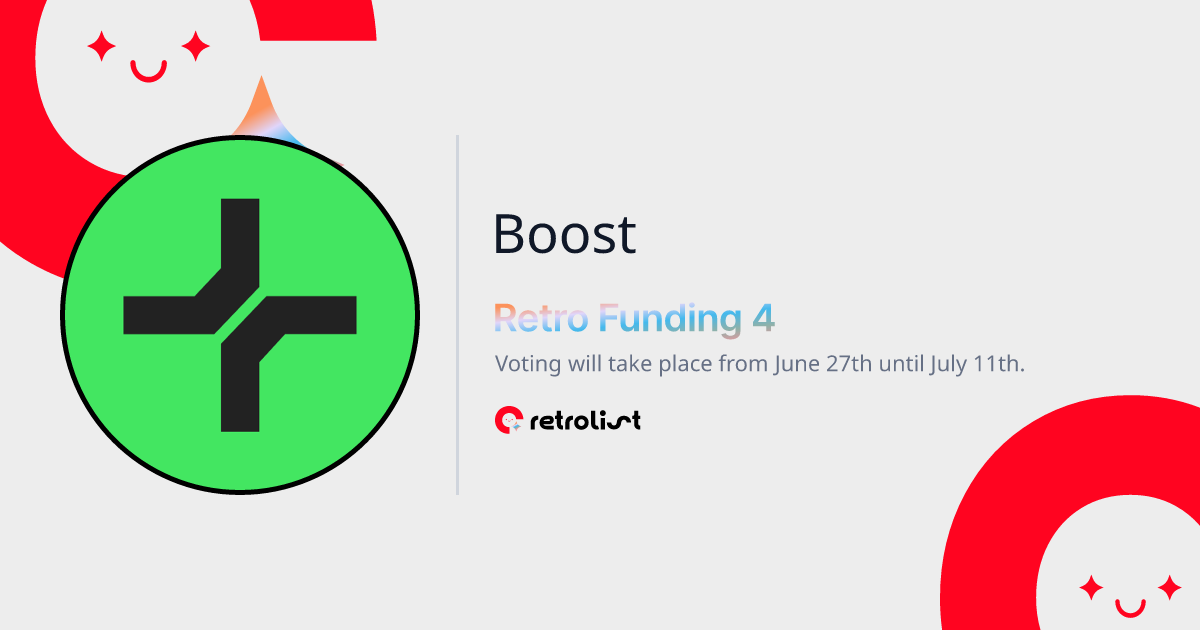 Boost
Retro Funding 4
Voting will take place from June 27th until July 11th.
retrolist